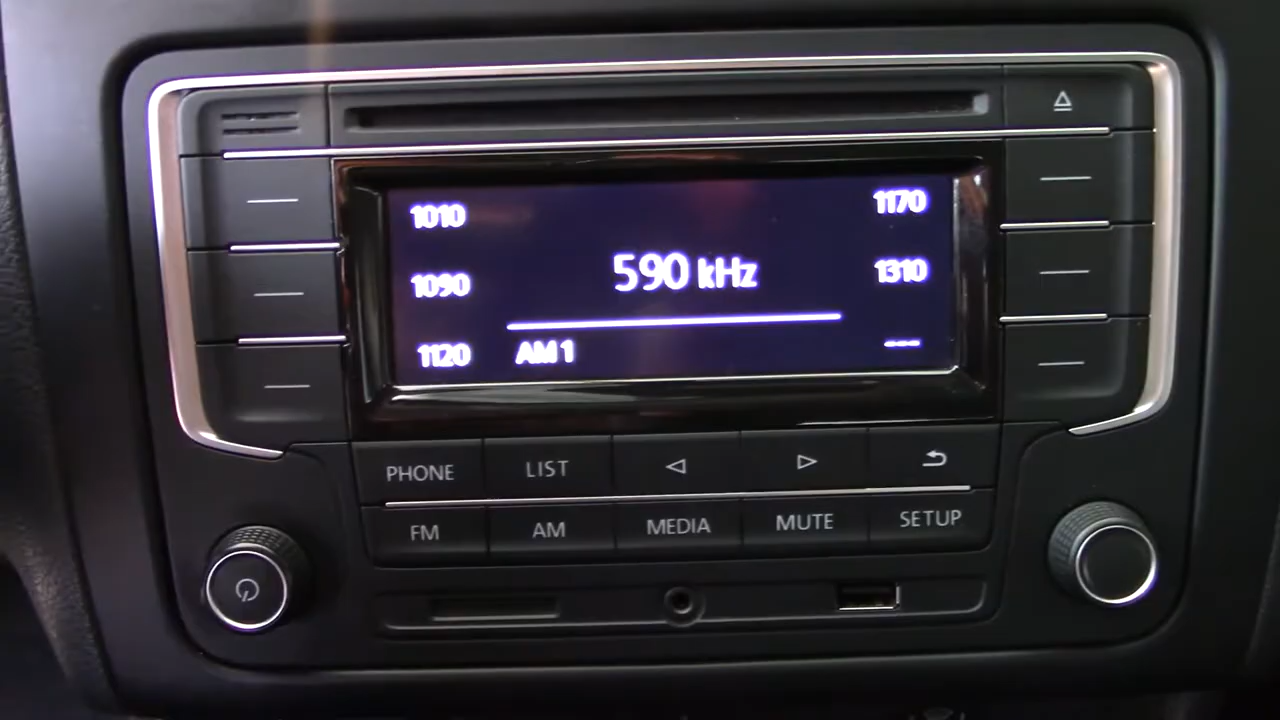 1010
1170
590 kHz
1090
1310
1120
AM 1
---
PHONE
LIST
FM
AM
MEDIA
MUTE
SETUP